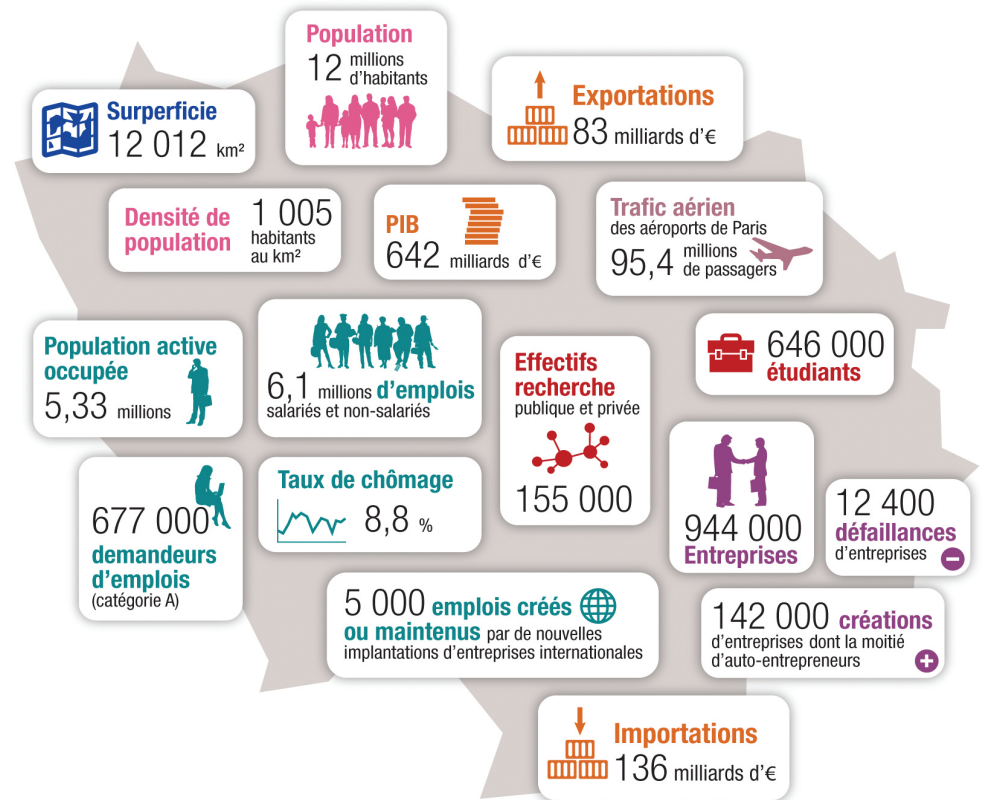 Population
12 millions
d'habitants
Surperficie
12 012 km²
Exportations
83 milliards d'€
Densité de
population
1 005
habitants
au km²
PIB
642 milliards d'€
Trafic aérien
des aéroports de Paris
95,4 millions
de passagers
Population active
occupée
5,33 millions
6,1 millions d'emplois
salariés et non-salariés
Effectifs
recherche
publique et privée
155 000
646 000
étudiants
677 000
demandeurs
d'emplois
(catégorie A)
Taux de chômage
8,8 %
944 000
Entreprises
12 400
défaillances
d'entreprises
5 000 emplois créés
ou maintenus par de nouvelles
implantations d'entreprises internationales
142 000 créations
d'entreprises dont la moitié
d'auto-entrepreneurs
Importations
136 milliards d'€